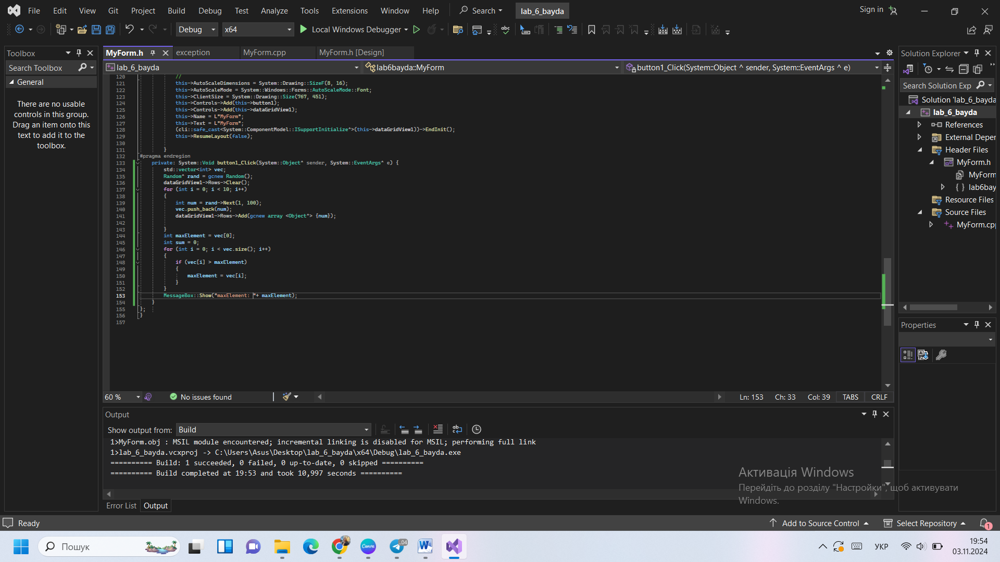 File Edit View Git Project Build Debug Test Analyze Tools Extensions Window Help Search lab_6_bayda Sign in
Debug x64 Local Windows Debugger
Toolbox
Search Toolbox
General
There are no usable
controls in this group.
Drag an item onto this
text to add it to the
toolbox.
MyForm.h exception MyForm.cpp MyForm.h [Design]
lab_6_bayda lab6bayda::MyForm button1_Click(System::Object ^ sender, System::EventArgs ^ e)
120 //
121 this->AutoScaleDimensions = System::Drawing::SizeF(8, 16);
122 this->AutoScaleMode = System::Windows::Forms::AutoScaleMode::Font;
123 this->ClientSize = System::Drawing::Size(767, 451);
124 this->Controls->Add(this->button1);
125 this->Controls->Add(this->dataGridView1);
126 this->Name = L"MyForm";
127 this->Text = L"MyForm";
128 (cli::safe_cast<System::ComponentModel::ISupportInitialize^>(this->dataGridView1))->EndInit();
129 this->ResumeLayout(false);
130
131 }
132 #pragma endregion
133 private: System::Void button1_Click(System::Object^ sender, System::EventArgs^ e) {
134 std::vector<int> vec;
135 Random^ rand = gcnew Random();
136 dataGridView1->Rows->Clear();
137 for (int i = 0; i < 10; i++)
138 {
139 int num = rand->Next(1, 100);
140 vec.push_back(num);
141 dataGridView1->Rows->Add(gcnew array <Object^> {num});
142
143 }
144 int maxElement = vec[0];
145 int sum = 0;
146 for (int i = 0; i < vec.size(); i++)
147 {
148 if (vec[i] > maxElement)
149 {
150 maxElement = vec[i];
151 }
152 }
153 MessageBox::Show("maxElement: "+ maxElement);
154 }
155 };
156 }
157
60 % No issues found Ln: 153 Ch: 33 Col: 39 TABS CRLF
Output
Show output from: Build
1>MyForm.obj : MSIL module encountered; incremental linking is disabled for MSIL; performing full link
1>lab_6_bayda.vcxproj -> C:\Users\Asus\Desktop\lab_6_bayda\x64\Debug\lab_6_bayda.exe
========== Build: 1 succeeded, 0 failed, 0 up-to-date, 0 skipped ==========
========== Build completed at 19:53 and took 10,997 seconds ==========
Error List Output
Solution Explorer
Search Solution Exp
Solution 'lab_6_bayda
lab_6_bayda
References
External Deper
Header Files
MyForm.h
MyForm
lab6bay
Resource Files
Source Files
MyForm.cp
Properties
Активація Windows
Перейдіть до розділу "Настройки", щоб активувати
Windows.
Ready Add to Source Control Select Repository 1
Пошук Canva .04 УКР 19:54
03.11.2024